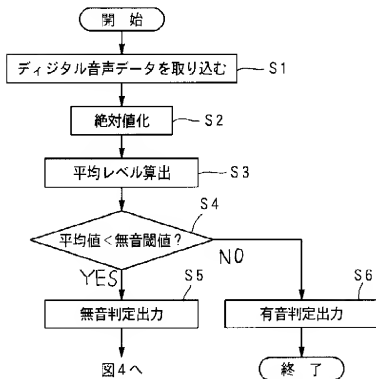 開 始
ディジタル音声データを取り込む
S1
絶対値化
S2
平均レベル算出
S3
S4
平均値<無音閾値?
YES
NO
S5
無音判定出力
S6
有音判定出力
図4へ
終 了